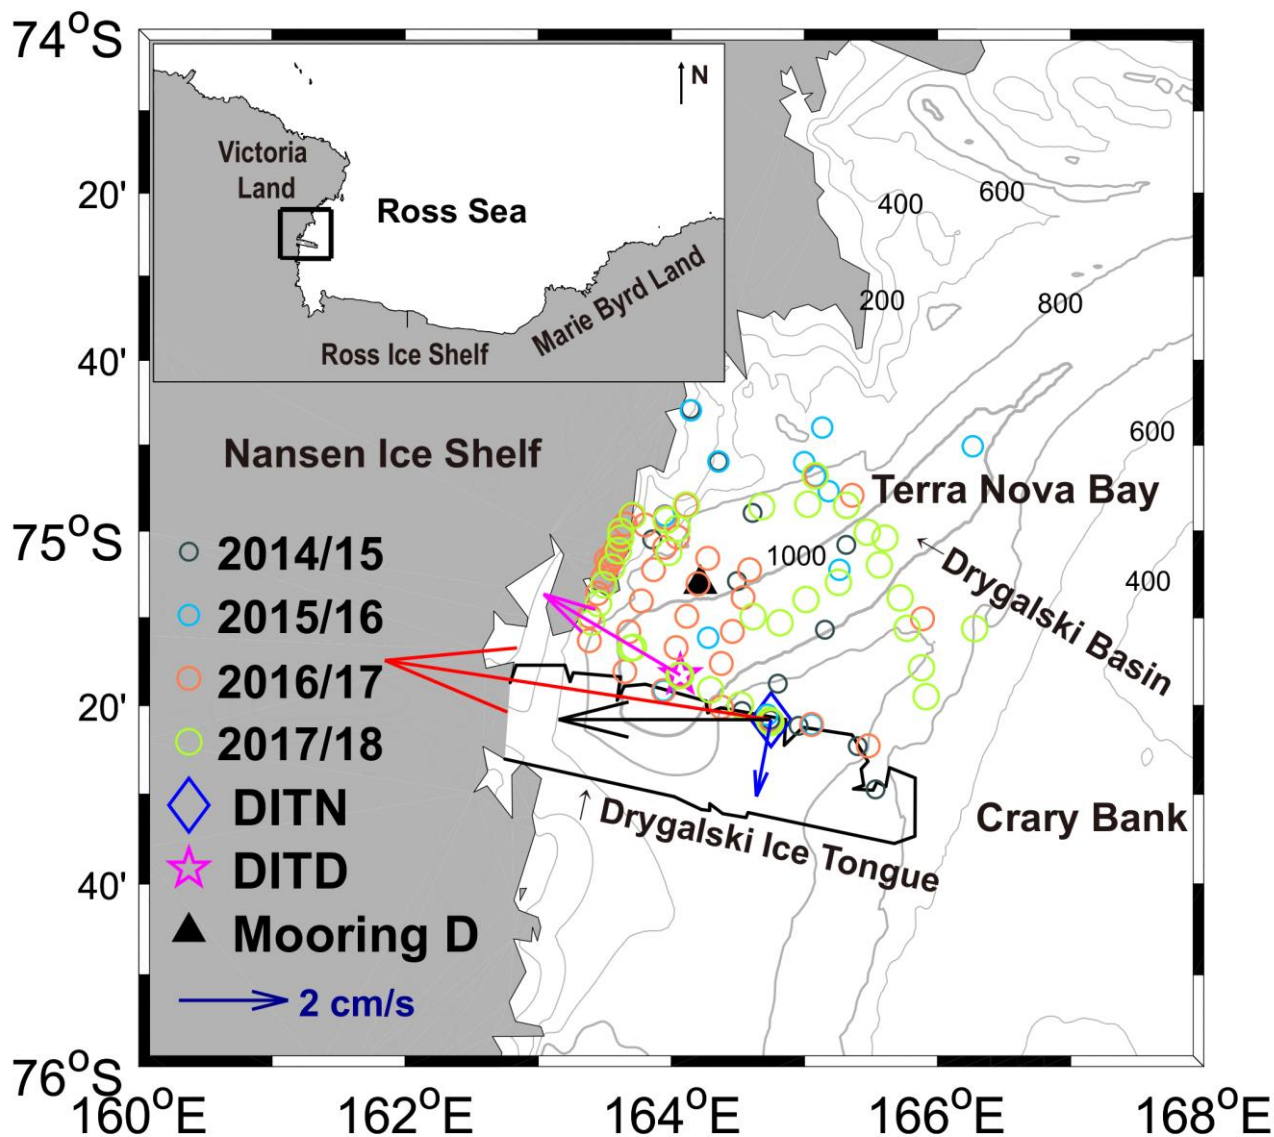 74°S
N
Victoria
Land
20'
600
400
Ross Sea
Marie Byrd Land
200
800
Ross Ice Shelf
40'
600
Nansen Ice Shelf
Terra Nova Bay
75°S
2014/15
1000
Drygalski Basin
400
2015/16
2016/17
20'
2017/18
DITN
Drygalski Ice Tongue
Crary Bank
DITD
40'
Mooring D
2 cm/s
76°S
160°E
162°E
164°E
166°E
168°E